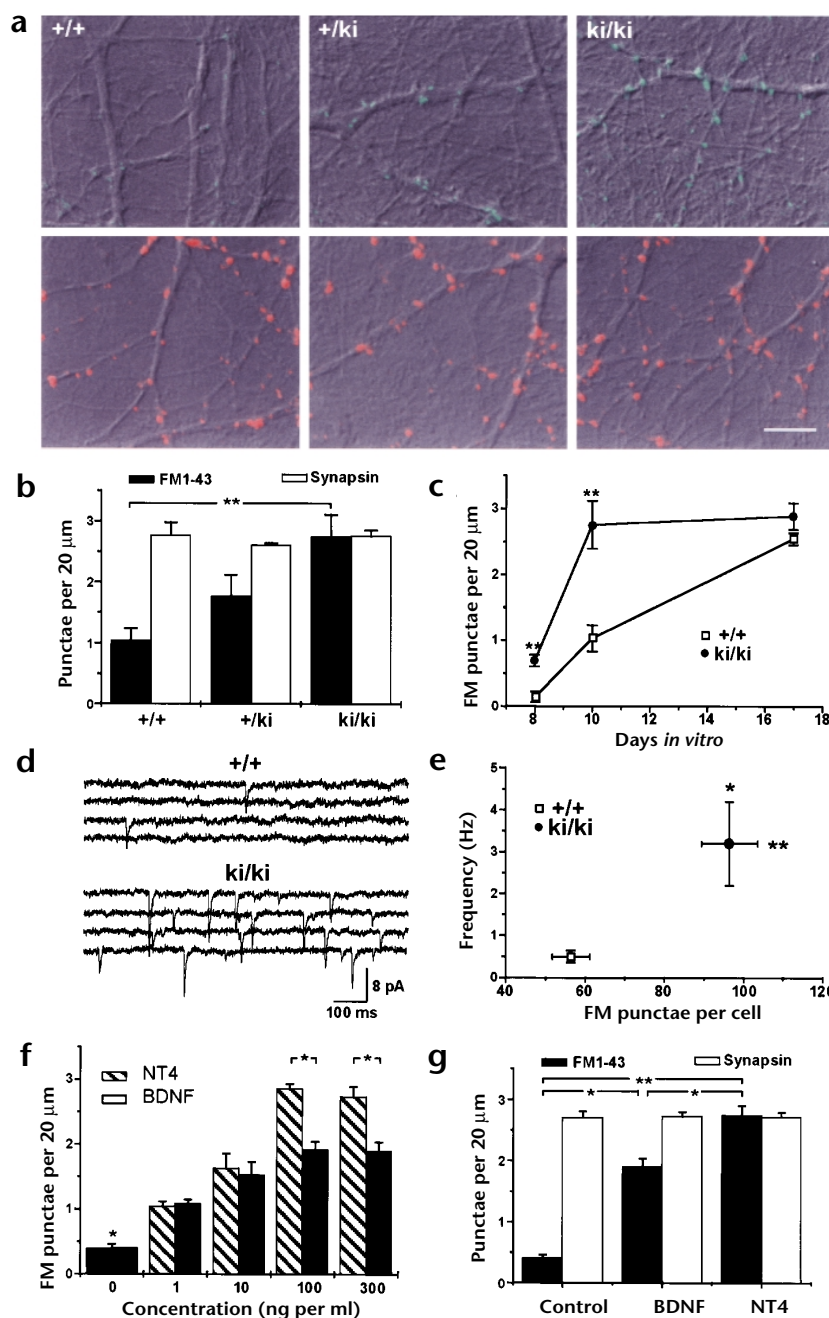 a
+/+ +/ki ki/ki
b
FM1-43 Synapsin
**
Punctae per 20 µm
3
2
1
0
+/+ +/ki ki/ki
c
FM punctae per 20 µm
3
2
1
0
**
**
+/+
ki/ki
8 10 12 14 16 18
Days in vitro
d
+/+
ki/ki
8 pA
100 ms
e
Frequency (Hz)
5
4
3
2
1
0
+/+
ki/ki
*
**
40 60 80 100 120
FM punctae per cell
f
FM punctae per 20 µm
3
2
1
0
NT4
BDNF
*
* *
0 1 10 100 300
Concentration (ng per ml)
g
FM1-43 Synapsin
**
* *
Punctae per 20 µm
3
2
1
0
Control BDNF NT4